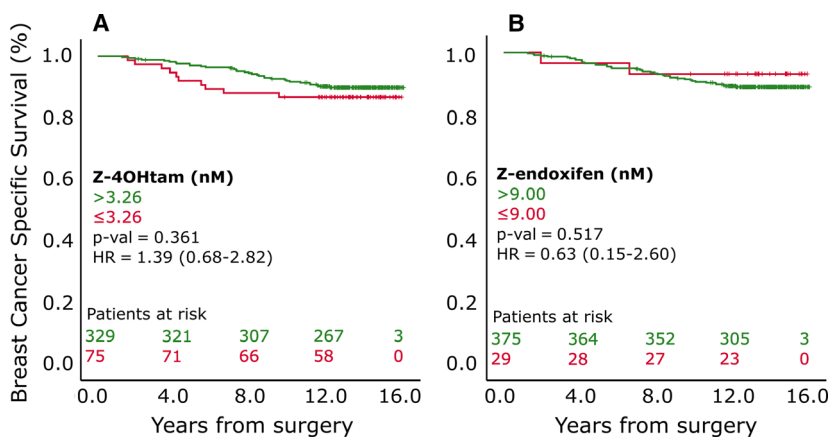 A
Breast Cancer Specific Survival (%)
1.0
0.8
0.6
0.4
0.2
0.0
Z-4OHtam (nM)
>3.26
≤3.26
p-val = 0.361
HR = 1.39 (0.68-2.82)
Patients at risk
329 321 307 267 3
75 71 66 58 0
0.0 4.0 8.0 12.0 16.0
Years from surgery
B
1.0
0.8
0.6
0.4
0.2
0.0
Z-endoxifen (nM)
>9.00
≤9.00
p-val = 0.517
HR = 0.63 (0.15-2.60)
Patients at risk
375 364 352 305 3
29 28 27 23 0
0.0 4.0 8.0 12.0 16.0
Years from surgery